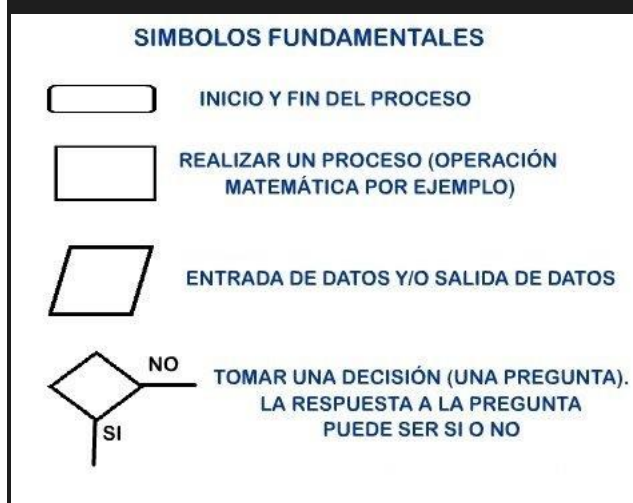 SIMBOLOS FUNDAMENTALES
INICIO Y FIN DEL PROCESO
REALIZAR UN PROCESO (OPERACIÓN
MATEMÁTICA POR EJEMPLO)
ENTRADA DE DATOS Y/O SALIDA DE DATOS
NO
TOMAR UNA DECISIÓN (UNA PREGUNTA).
LA RESPUESTA A LA PREGUNTA
PUEDE SER SI O NO
SI